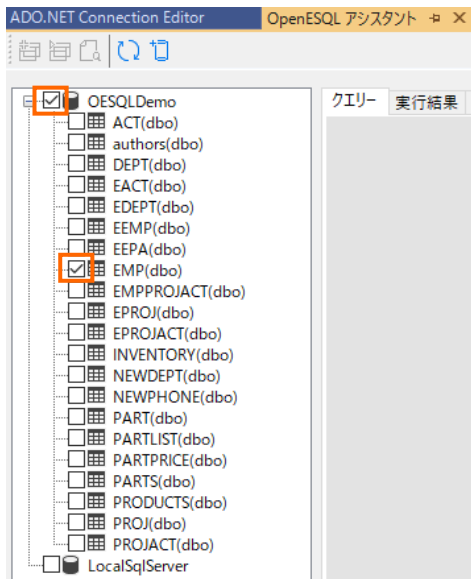 ADO.NET Connection Editor OpenESQL アシスタント
OESQLDemo クエリー 実行結果
ACT(dbo)
authors(dbo)
DEPT(dbo)
EACT(dbo)
EDEPT(dbo)
EEMP(dbo)
EEPA(dbo)
EMP(dbo)
EMPPROJACT(dbo)
EPROJ(dbo)
EPROJACT(dbo)
INVENTORY(dbo)
NEWDEPT(dbo)
NEWPHONE(dbo)
PART(dbo)
PARTLIST(dbo)
PARTPRICE(dbo)
PARTS(dbo)
PRODUCTS(dbo)
PROJ(dbo)
PROJACT(dbo)
LocalSqlServer